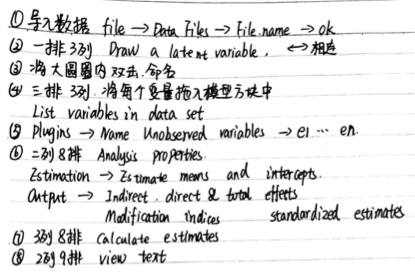 ① 导入数据 file → Data Files → File name → ok
② 一排3列 Draw a latent variable, ↔ 相连
③ 将大圆圈内双击,命名
④ 三排3列.将每个变量拖入模型方块中
List variables in data set
⑤ Plugins → Name Unobserved variables → e1 … en.
⑥ 二列8排 Analysis properties.
Estimation → Estimate means and intercepts.
Output → Indirect. direct & total effects
Modification indices standardized estimates
⑦ 3列8排 Calculate estimates
⑧ 2列9排 view text